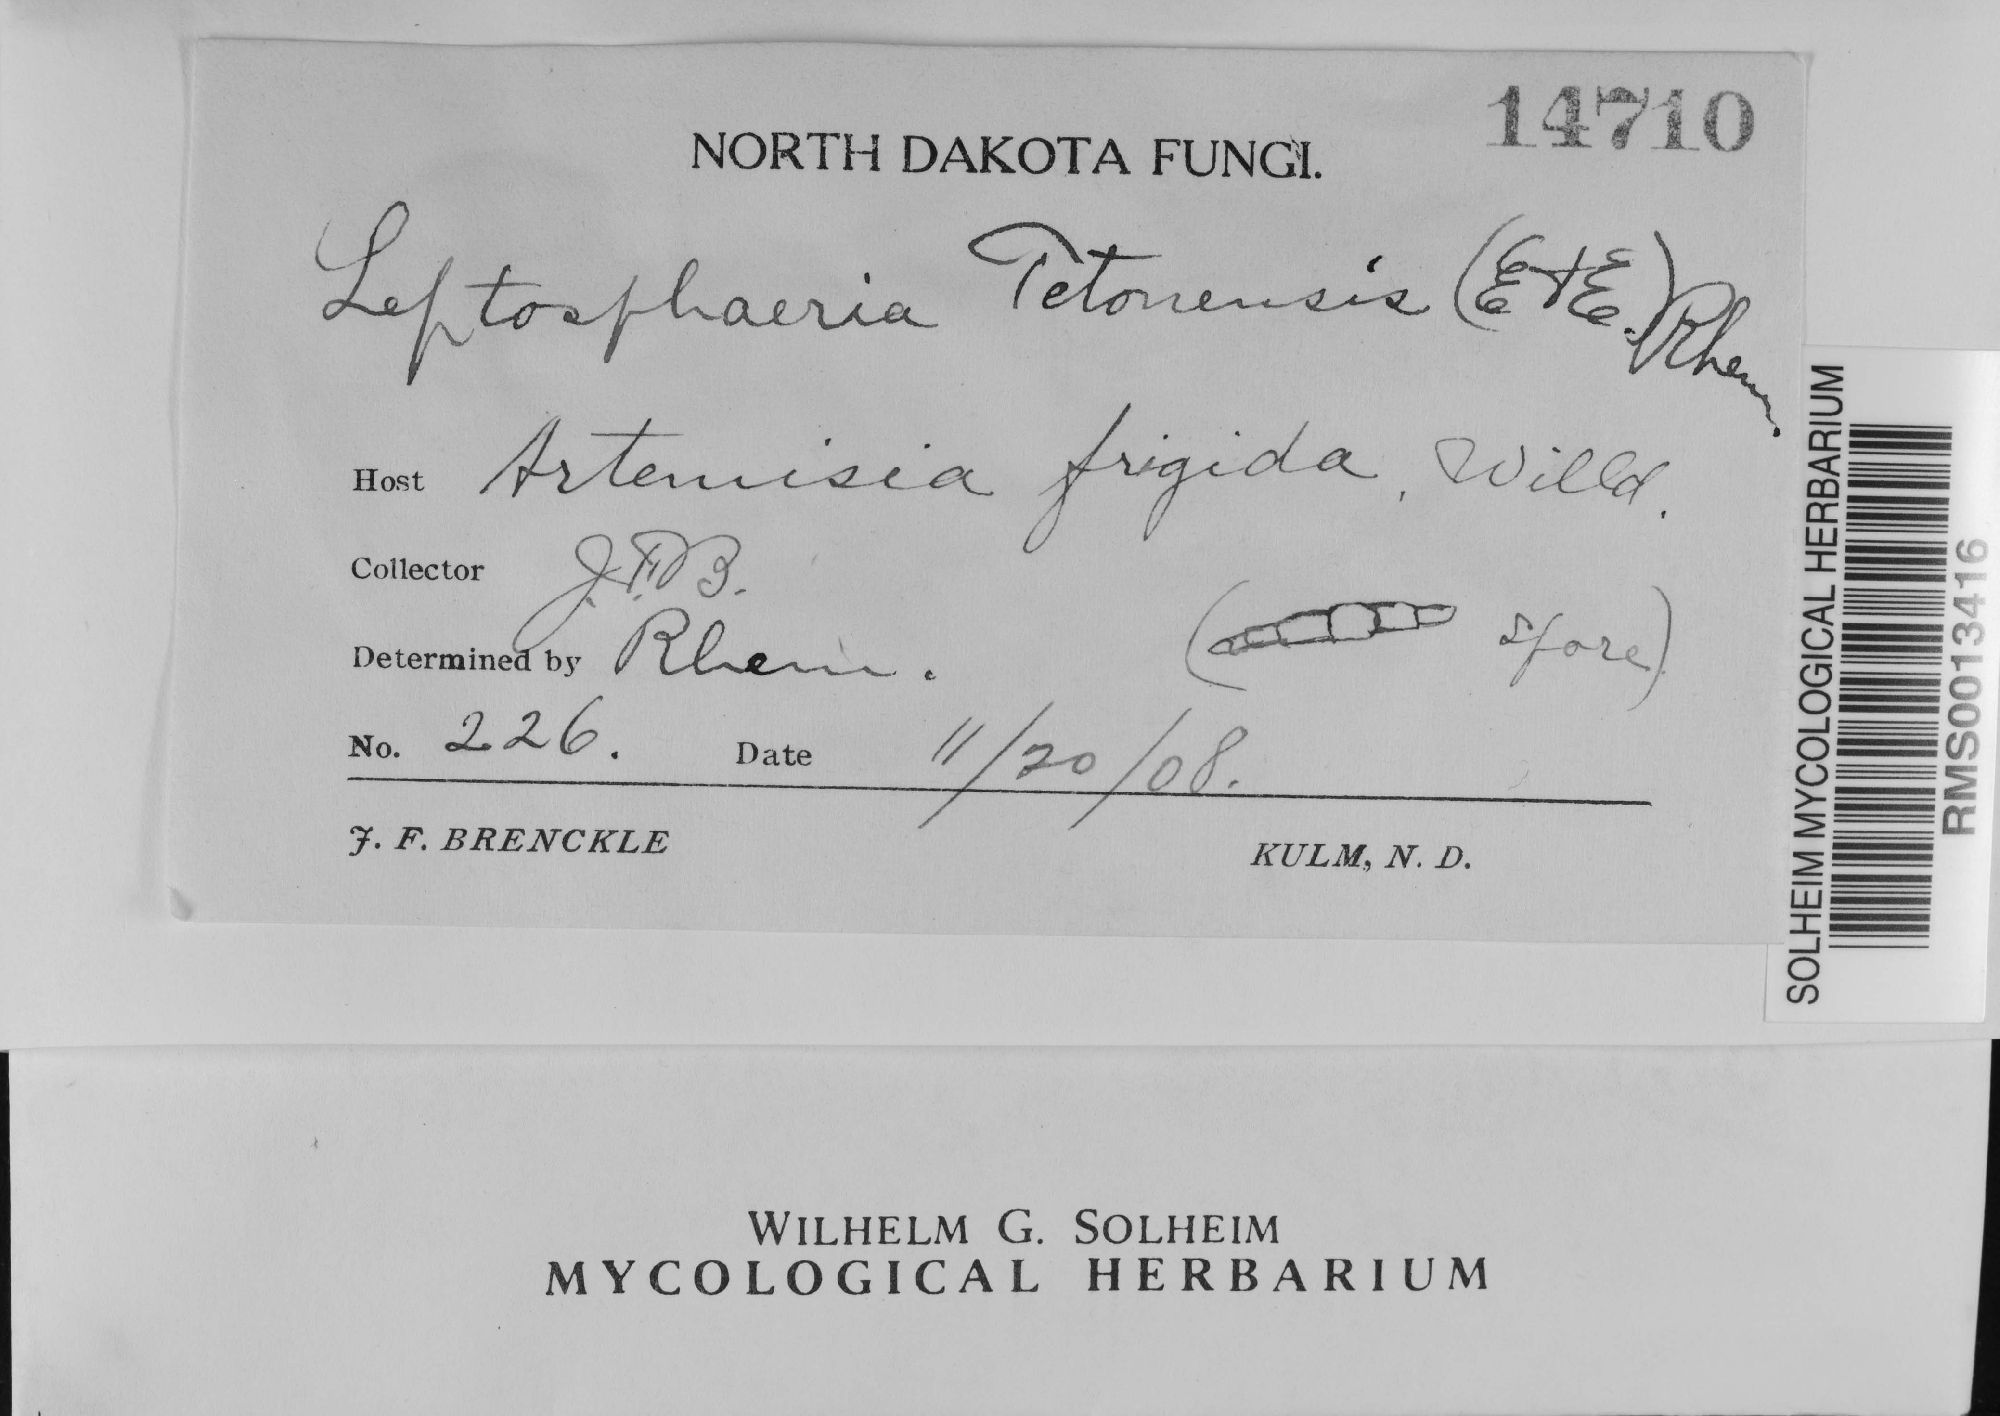 14710
NORTH DAKOTA FUNGI.
Leptosphaeria Tetonensis (E+E.) Rhem.
Host Artemisia frigida, Willd.
Collector J.F.B.
Determined by Rhem.
(spore)
No. 226. Date 11/20/08.
J. F. BRENCKLE KULM, N. D.
SOLHEIM MYCOLOGICAL HERBARIUM
RMS0013416
WILHELM G. SOLHEIM
MYCOLOGICAL HERBARIUM